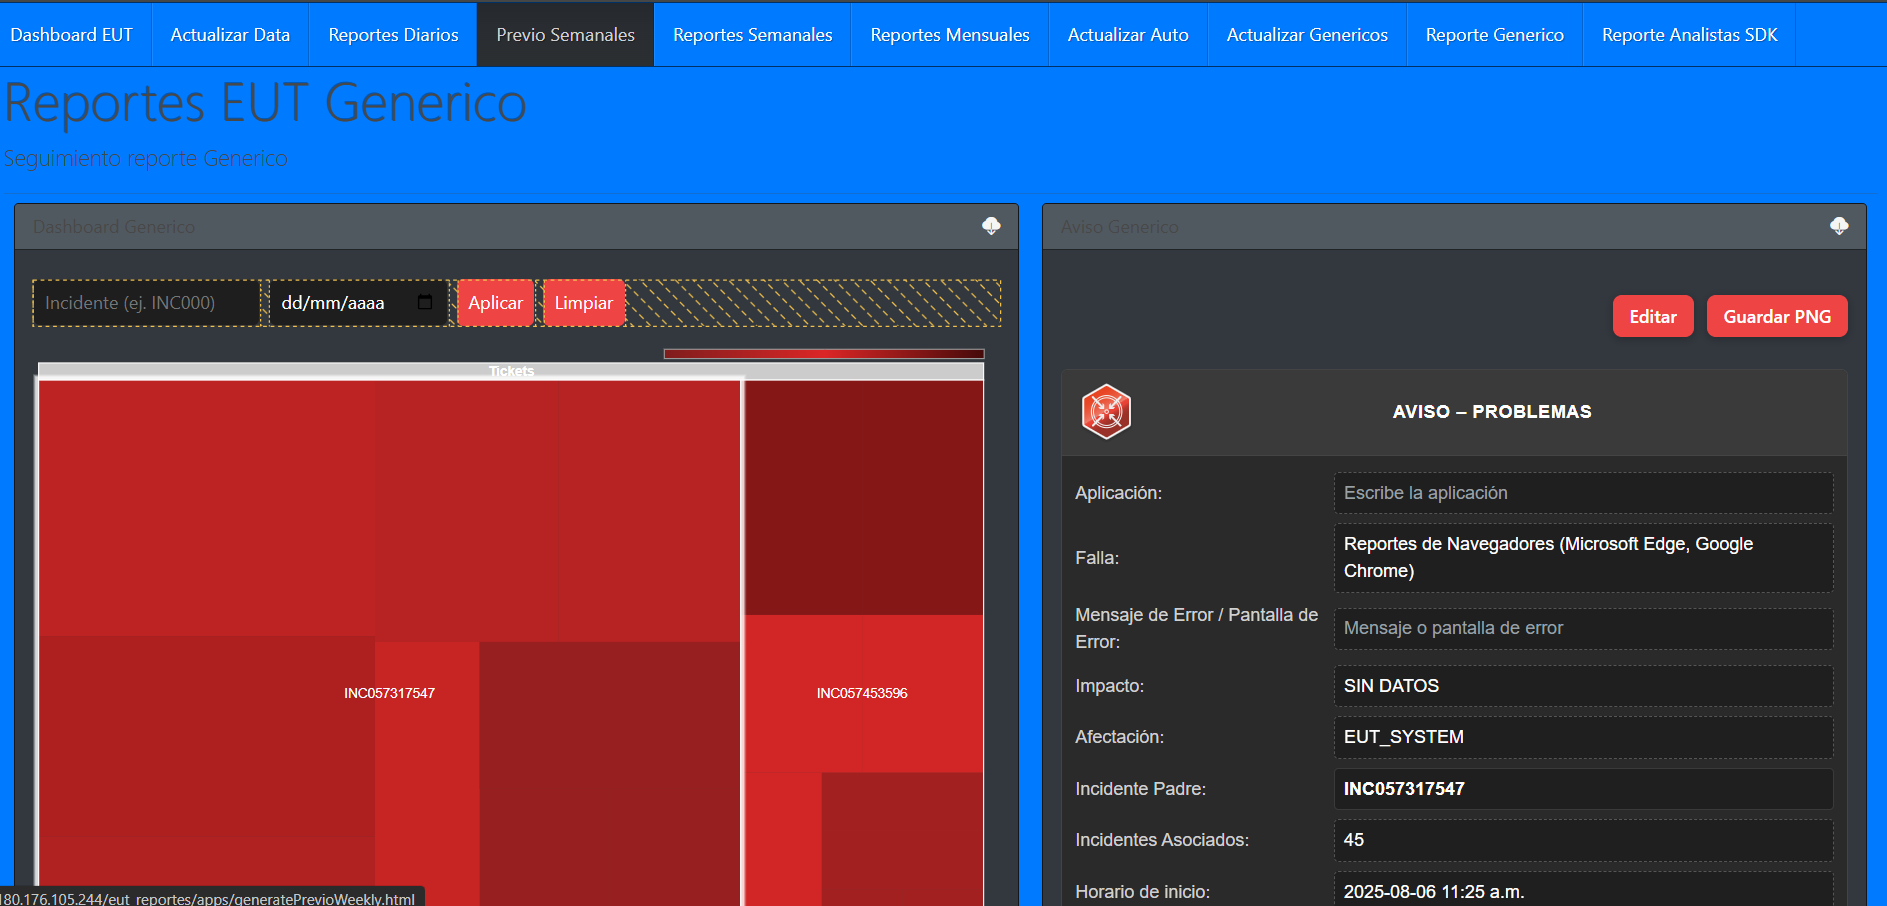 Dashboard EUT
Actualizar Data
Reportes Diarios
Previo Semanales
Reportes Semanales
Reportes Mensuales
Actualizar Auto
Actualizar Genericos
Reporte Generico
Reporte Analistas SDK
Reportes EUT Generico
Seguimiento reporte Generico
Dashboard Generico
Incidente (ej. INC000)
dd/mm/aaaa
Aplicar
Limpiar
Tickets
INC057317547
INC057453596
180.176.105.244/eut_reportes/apps/generatePrevioWeekly.html
Aviso Generico
Editar
Guardar PNG
AVISO – PROBLEMAS
Aplicación:
Escribe la aplicación
Falla:
Reportes de Navegadores (Microsoft Edge, Google
Chrome)
Mensaje de Error / Pantalla de
Error:
Mensaje o pantalla de error
Impacto:
SIN DATOS
Afectación:
EUT_SYSTEM
Incidente Padre:
INC057317547
Incidentes Asociados:
45
Horario de inicio:
2025-08-06 11:25 a.m.